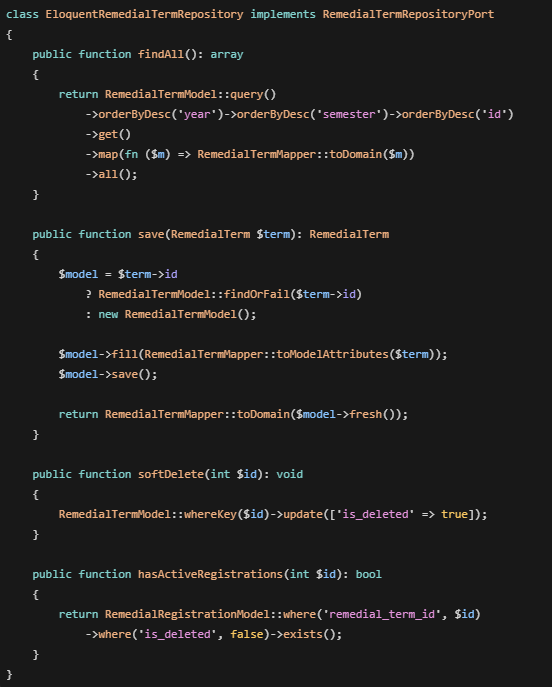 class EloquentRemedialTermRepository implements RemedialTermRepositoryPort
{
    public function findAll(): array
    {
        return RemedialTermModel::query()
            ->orderByDesc('year')->orderByDesc('semester')->orderByDesc('id')
            ->get()
            ->map(fn ($m) => RemedialTermMapper::toDomain($m))
            ->all();
    }

    public function save(RemedialTerm $term): RemedialTerm
    {
        $model = $term->id
            ? RemedialTermModel::findOrFail($term->id)
            : new RemedialTermModel();

        $model->fill(RemedialTermMapper::toModelAttributes($term));
        $model->save();

        return RemedialTermMapper::toDomain($model->fresh());
    }

    public function softDelete(int $id): void
    {
        RemedialTermModel::whereKey($id)->update(['is_deleted' => true]);
    }

    public function hasActiveRegistrations(int $id): bool
    {
        return RemedialRegistrationModel::where('remedial_term_id', $id)
            ->where('is_deleted', false)->exists();
    }
}